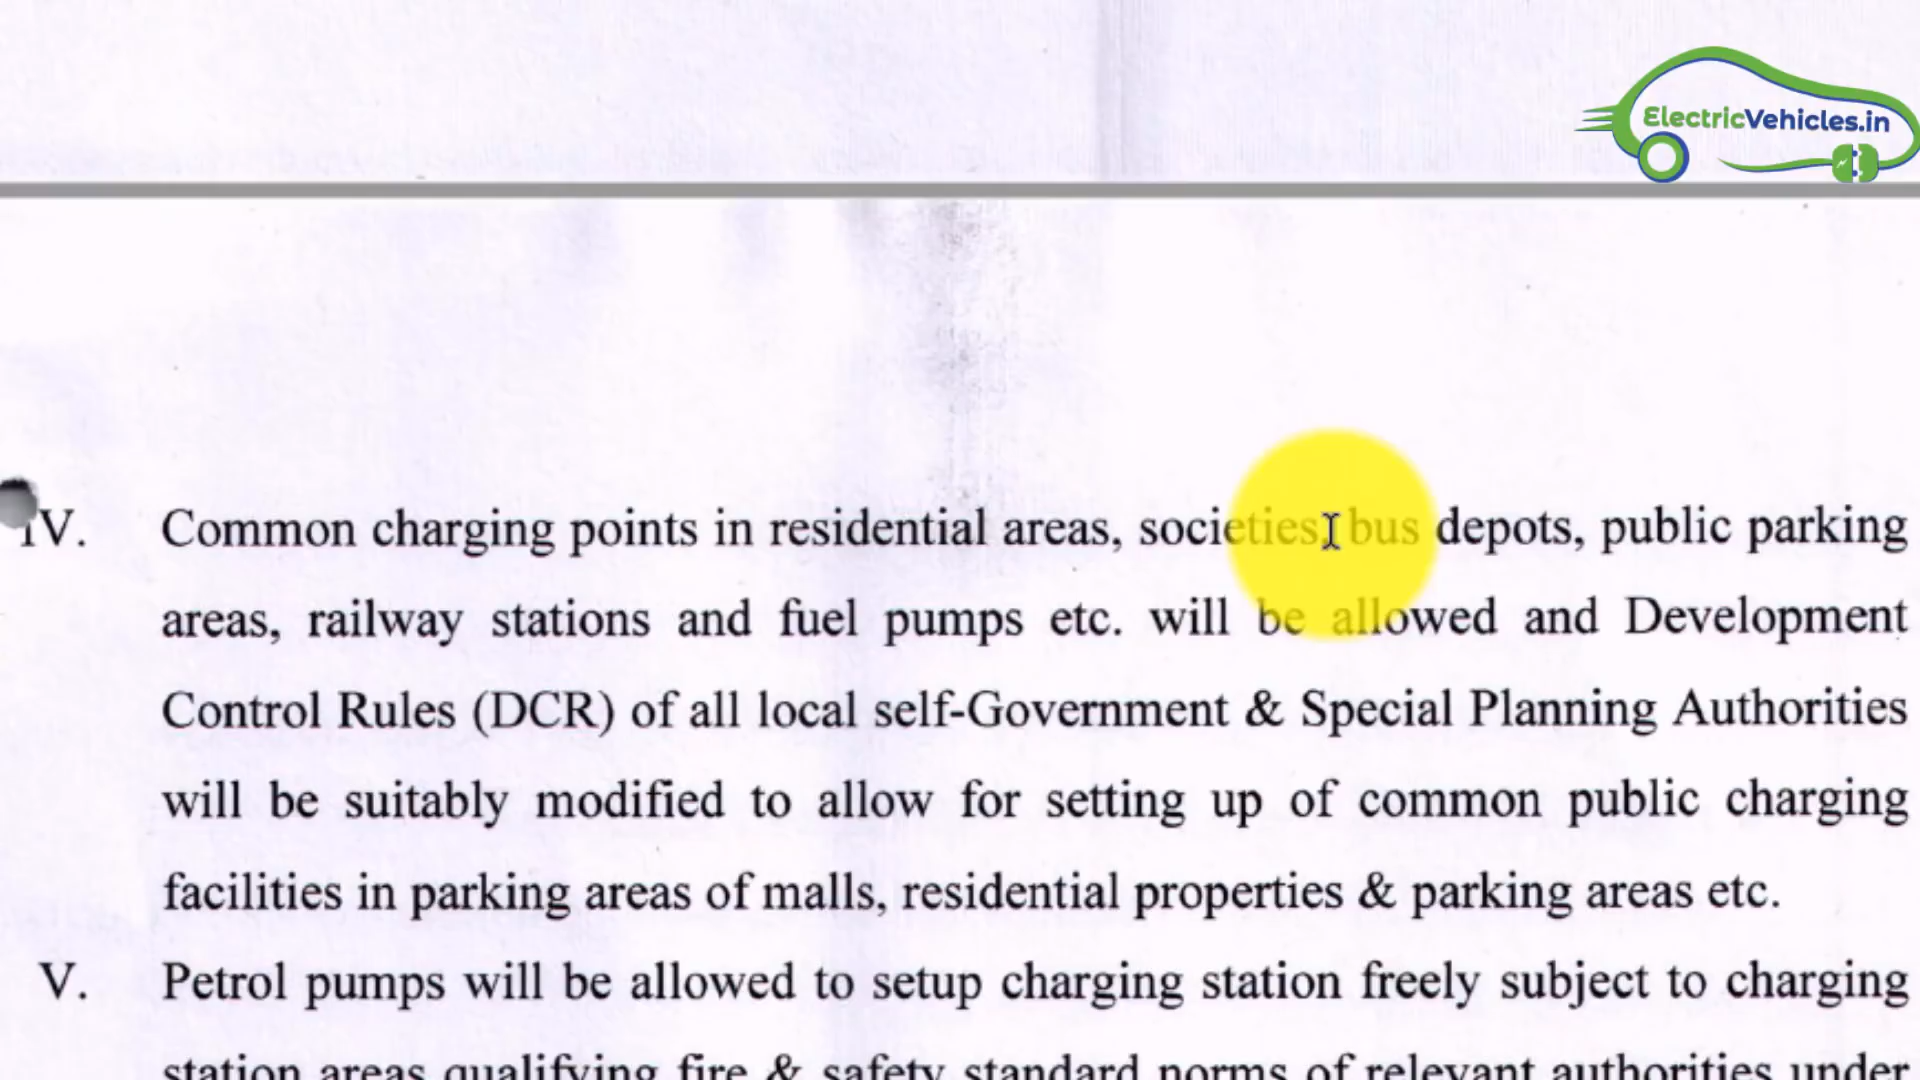 ElectricVehicles.in
IV. Common charging points in residential areas, societies, bus depots, public parking
areas, railway stations and fuel pumps etc. will be allowed and Development
Control Rules (DCR) of all local self-Government & Special Planning Authorities
will be suitably modified to allow for setting up of common public charging
facilities in parking areas of malls, residential properties & parking areas etc.
V. Petrol pumps will be allowed to setup charging station freely subject to charging
station areas qualifying fire & safety standard norms of relevant authorities under